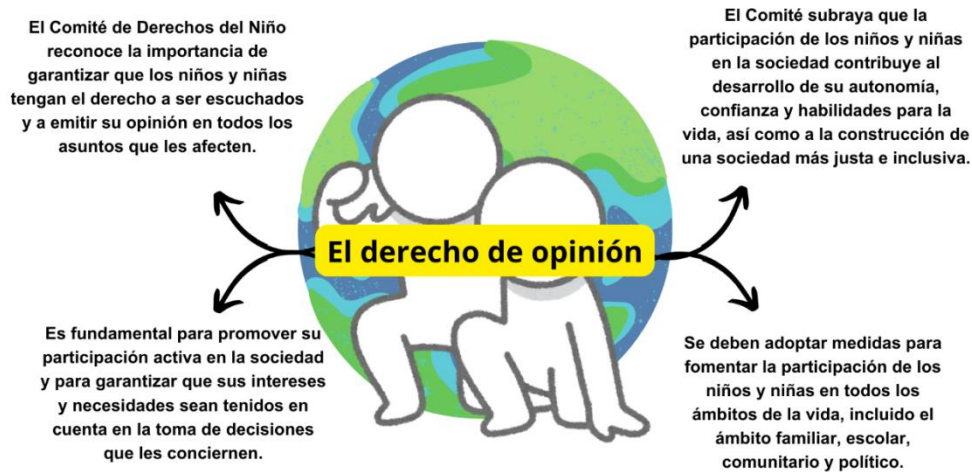 El Comité de Derechos del Niño
reconoce la importancia de
garantizar que los niños y niñas
tengan el derecho a ser escuchados
y a emitir su opinión en todos los
asuntos que les afecten.
El Comité subraya que la
participación de los niños y niñas
en la sociedad contribuye al
desarrollo de su autonomía,
confianza y habilidades para la
vida, así como a la construcción de
una sociedad más justa e inclusiva.
El derecho de opinión
Es fundamental para promover su
participación activa en la sociedad
y para garantizar que sus intereses
y necesidades sean tenidos en
cuenta en la toma de decisiones
que les conciernen.
Se deben adoptar medidas para
fomentar la participación de los
niños y niñas en todos los
ámbitos de la vida, incluido el
ámbito familiar, escolar,
comunitario y político.